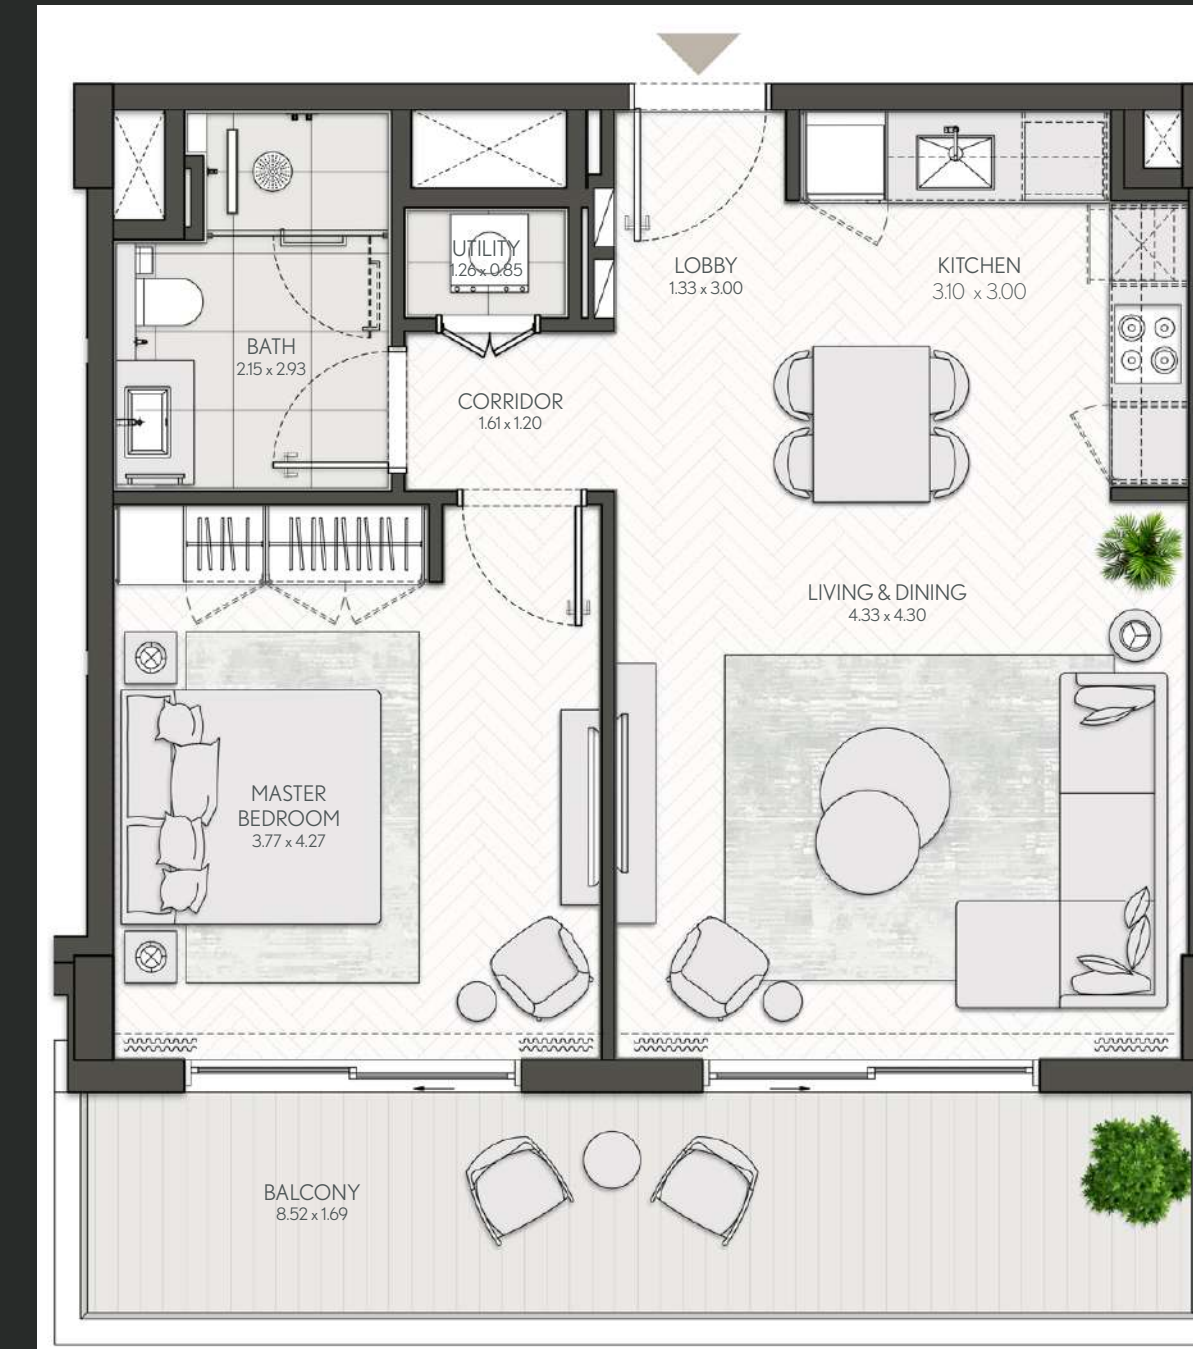 UTILITY
1.26 x 0.85
LOBBY
1.33 x 3.00
KITCHEN
3.10 x 3.00
BATH
2.15 x 2.93
CORRIDOR
1.61 x 1.20
LIVING & DINING
4.33 x 4.30
MASTER
BEDROOM
3.77 x 4.27
BALCONY
8.52 x 1.69